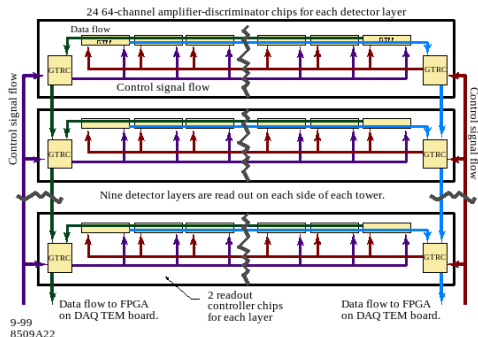 24 64-channel amplifier-discriminator chips for each detector layer
Data flow
GTRC
GTRC
Control signal flow
Control signal flow
Control signal flow
GTRC
GTRC
Nine detector layers are read out on each side of each tower.
GTRC
GTRC
2 readout
controller chips
for each layer
Data flow to FPGA
on DAQ TEM board.
Data flow to FPGA
on DAQ TEM board.
9-99
8509A22